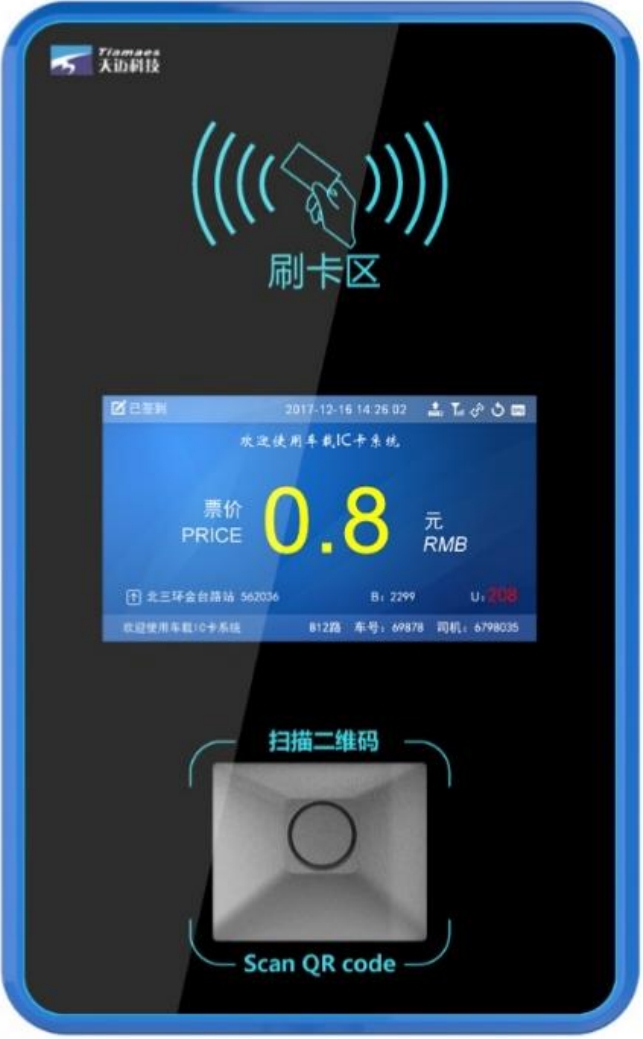 Tiamaes
天迈科技
刷卡区
已签到 2017-12-16 14:26:02
欢迎使用车载IC卡系统
票价 0.8 元
PRICE RMB
北三环金台路站 562036 B: 2299 U: 208
欢迎使用车载IC卡系统 812路 车号: 69878 司机: 6798035
扫描二维码
Scan QR code